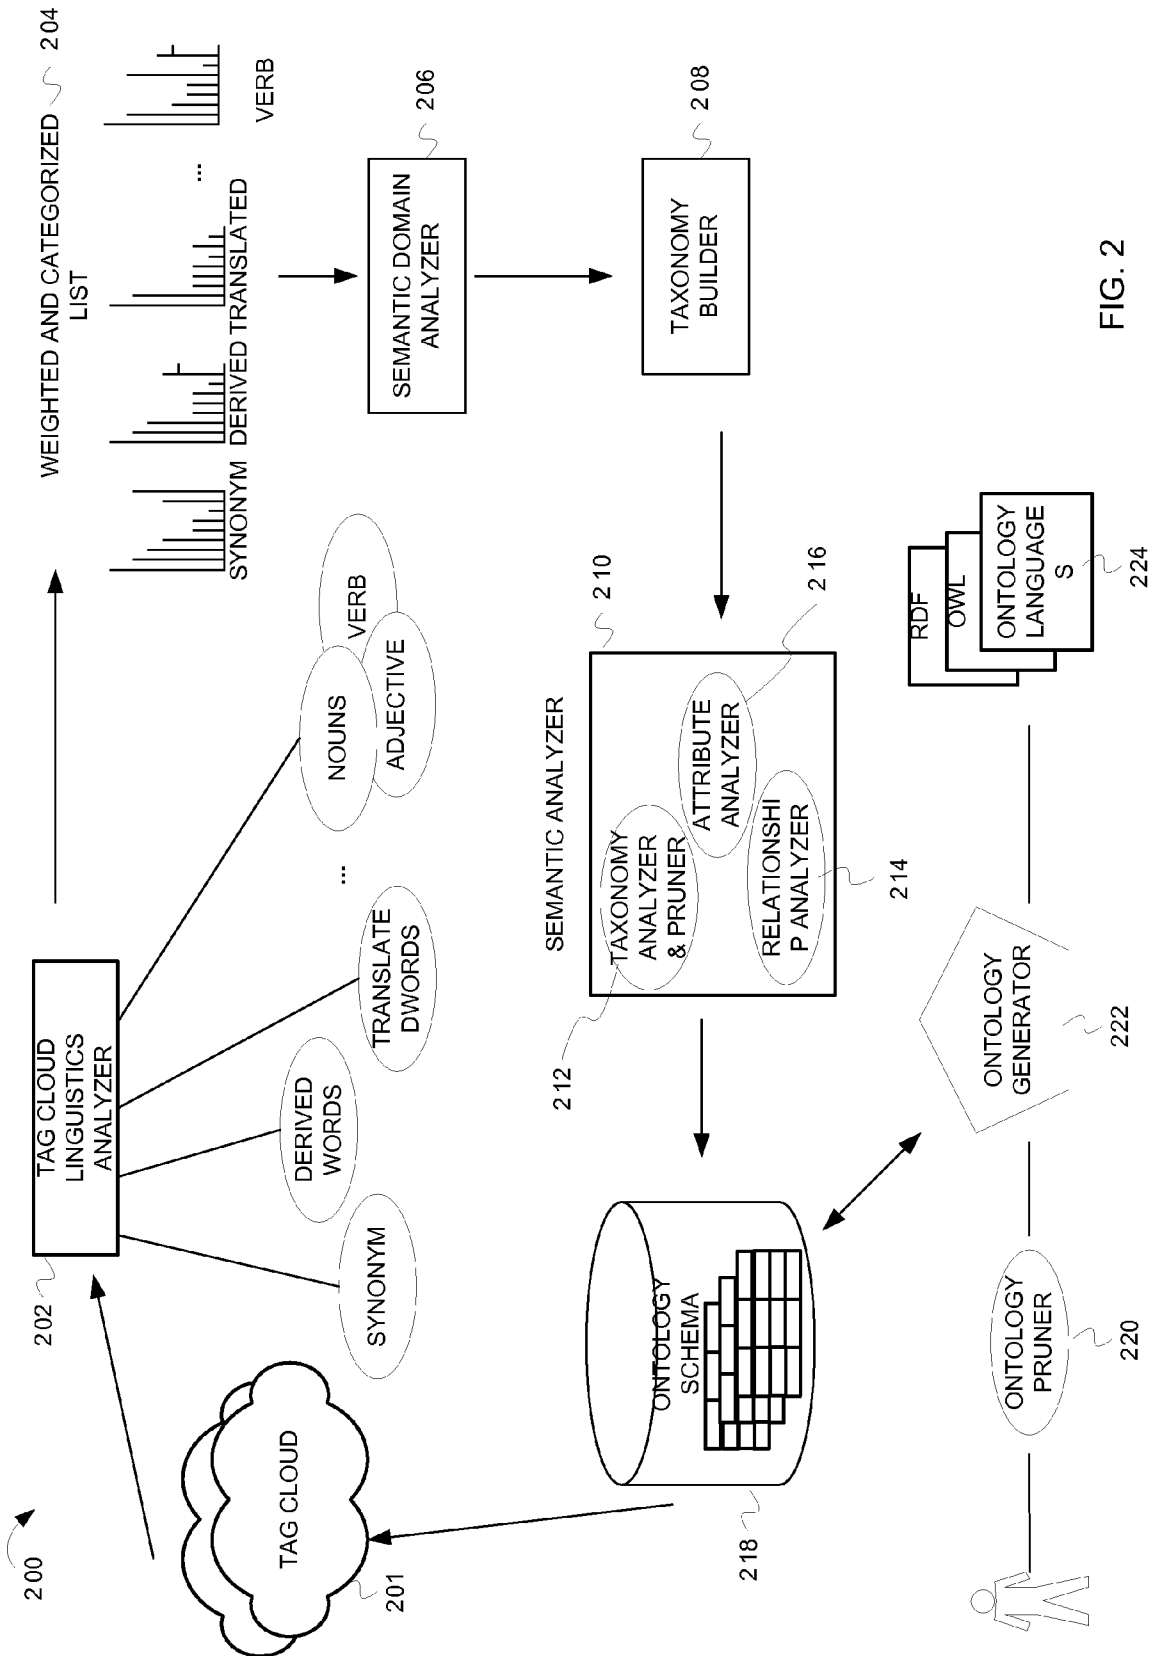 200
TAG CLOUD
201
202
TAG CLOUD
LINGUISTICS
ANALYZER
SYNONYM
DERIVED
WORDS
TRANSLATE
DWORDS
...
NOUNS
VERB
ADJECTIVE
WEIGHTED AND CATEGORIZED
LIST
204
SYNONYM
DERIVED
TRANSLATED
...
VERB
SEMANTIC DOMAIN
ANALYZER
206
TAXONOMY
BUILDER
208
SEMANTIC ANALYZER
210
TAXONOMY
ANALYZER
& PRUNER
212
ATTRIBUTE
ANALYZER
216
RELATIONSHI
P ANALYZER
214
ONTOLOGY
SCHEMA
218
ONTOLOGY
PRUNER
220
ONTOLOGY
GENERATOR
222
RDF
OWL
ONTOLOGY
LANGUAGE
S
224
FIG. 2